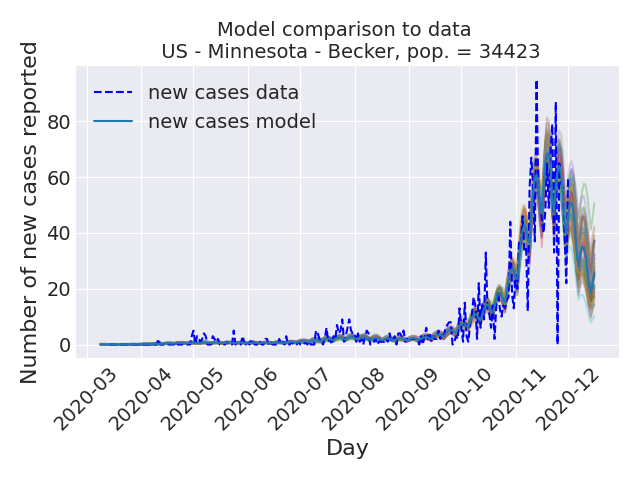 Model comparison to data
US - Minnesota - Becker, pop. = 34423
Number of new cases reported
new cases data
new cases model
80
60
40
20
0
2020-03
2020-04
2020-05
2020-06
2020-07
2020-08
2020-09
2020-10
2020-11
2020-12
Day